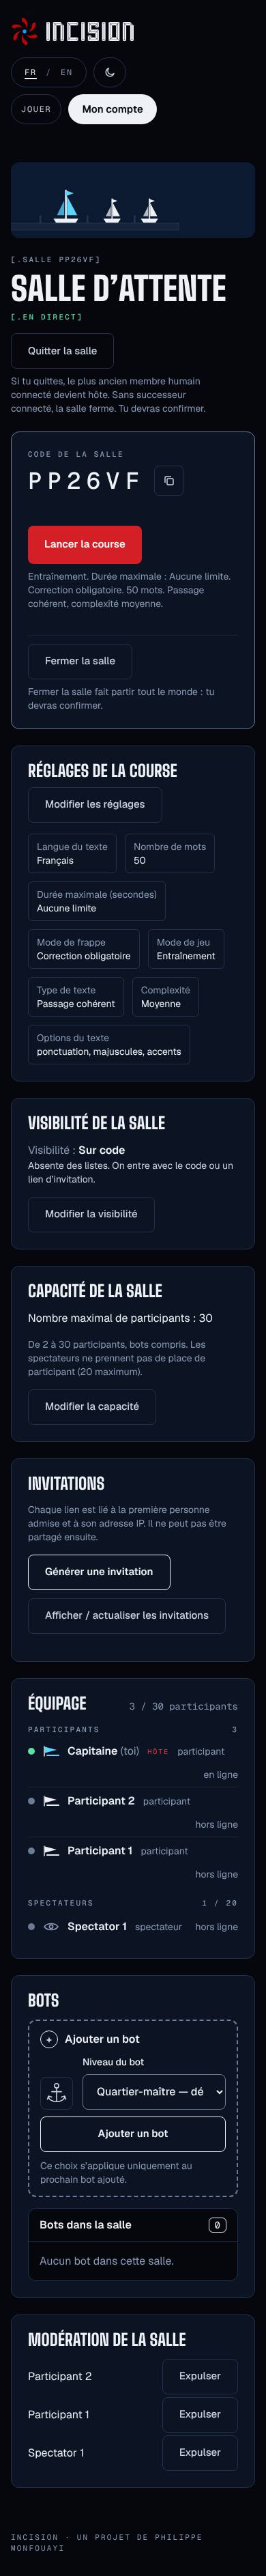 INCISION
FR / EN
JOUER
Mon compte
[.SALLE PP26VF]
SALLE D’ATTENTE
[.EN DIRECT]
Quitter la salle
Si tu quittes, le plus ancien membre humain
connecté devient hôte. Sans successeur
connecté, la salle ferme. Tu devras confirmer.
CODE DE LA SALLE
PP26VF
Lancer la course
Entraînement. Durée maximale : Aucune limite.
Correction obligatoire. 50 mots. Passage
cohérent, complexité moyenne.
Fermer la salle
Fermer la salle fait partir tout le monde : tu
devras confirmer.
RÉGLAGES DE LA COURSE
Modifier les réglages
Langue du texte
Français
Nombre de mots
50
Durée maximale (secondes)
Aucune limite
Mode de frappe
Correction obligatoire
Mode de jeu
Entraînement
Type de texte
Passage cohérent
Complexité
Moyenne
Options du texte
ponctuation, majuscules, accents
VISIBILITÉ DE LA SALLE
Visibilité : Sur code
Absente des listes. On entre avec le code ou un
lien d’invitation.
Modifier la visibilité
CAPACITÉ DE LA SALLE
Nombre maximal de participants : 30
De 2 à 30 participants, bots compris. Les
spectateurs ne prennent pas de place de
participant (20 maximum).
Modifier la capacité
INVITATIONS
Chaque lien est lié à la première personne
admise et à son adresse IP. Il ne peut pas être
partagé ensuite.
Générer une invitation
Afficher / actualiser les invitations
ÉQUIPAGE
3 / 30 participants
PARTICIPANTS 3
Capitaine (toi) HÔTE participant
en ligne
Participant 2 participant
hors ligne
Participant 1 participant
hors ligne
SPECTATEURS 1 / 20
Spectator 1 spectateur hors ligne
BOTS
+ Ajouter un bot
Niveau du bot
Quartier-maître — dé
Ajouter un bot
Ce choix s’applique uniquement au
prochain bot ajouté.
Bots dans la salle 0
Aucun bot dans cette salle.
MODÉRATION DE LA SALLE
Participant 2 Expulser
Participant 1 Expulser
Spectator 1 Expulser
INCISION · UN PROJET DE PHILIPPE
MONFOUAYI